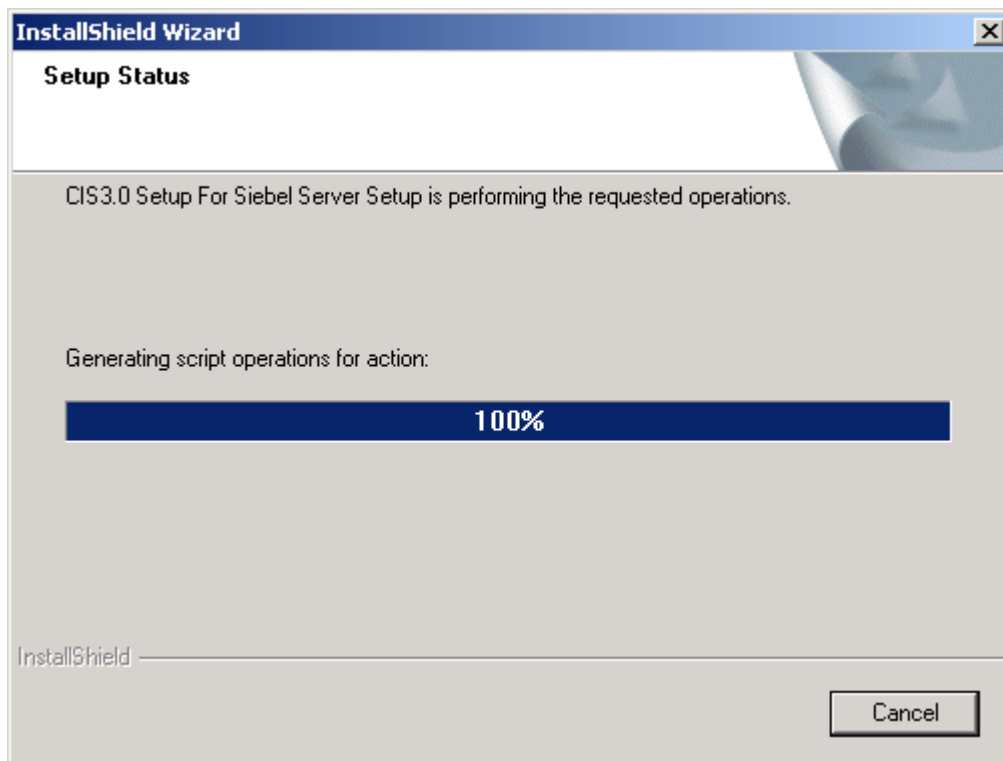 InstallShield Wizard
Setup Status
CIS3.0 Setup For Siebel Server Setup is performing the requested operations.
Generating script operations for action:
100%
InstallShield
Cancel